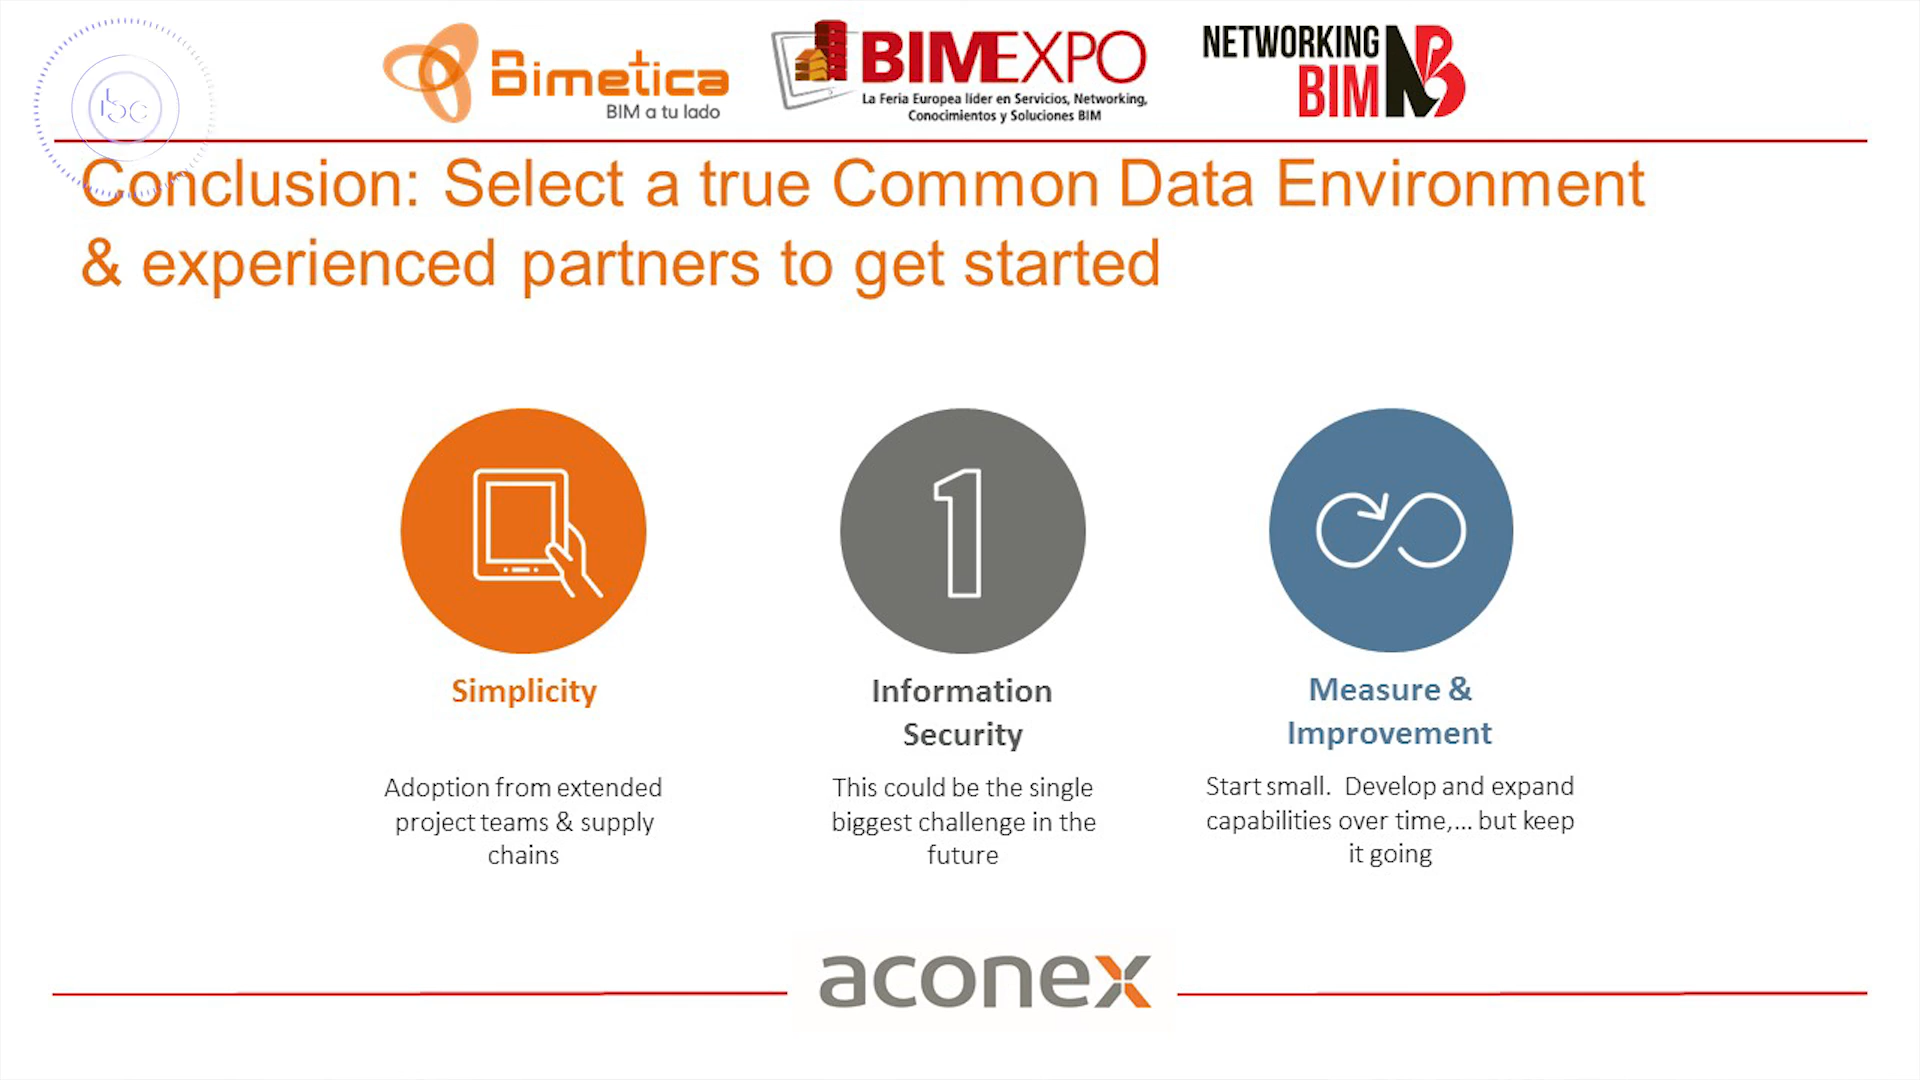 Bimetica
BIM a tu lado
BIMEXPO
La Feria Europea líder en Servicios, Networking,
Conocimientos y Soluciones BIM
NETWORKING
BIM
Conclusion: Select a true Common Data Environment
& experienced partners to get started
1
Simplicity
Adoption from extended
project teams & supply
chains
Information
Security
This could be the single
biggest challenge in the
future
Measure &
Improvement
Start small.  Develop and expand
capabilities over time,... but keep
it going
aconex